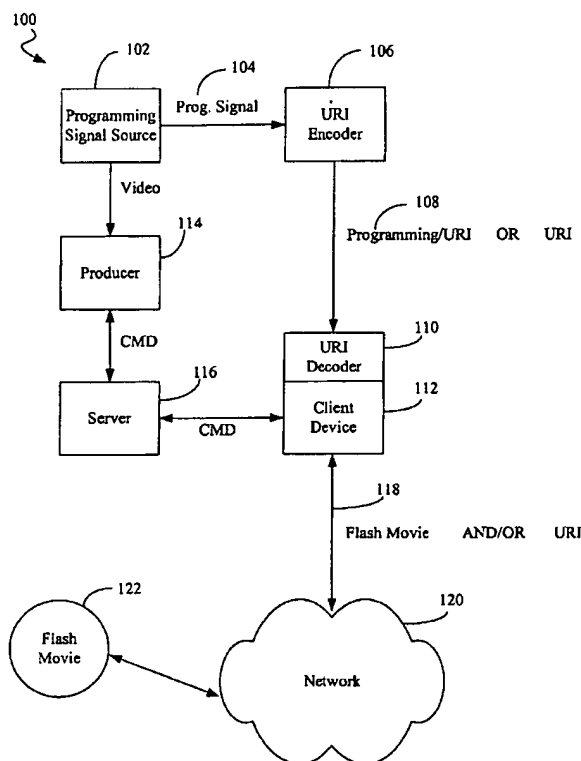 100
102
104
106
Prog. Signal
Programming
Signal Source
URI
Encoder
Video
108
114
Programming/URI OR URI
Producer
110
CMD
URI
Decoder
116
112
Server
Client
Device
CMD
118
Flash Movie AND/OR URI
122
120
Flash
Movie
Network